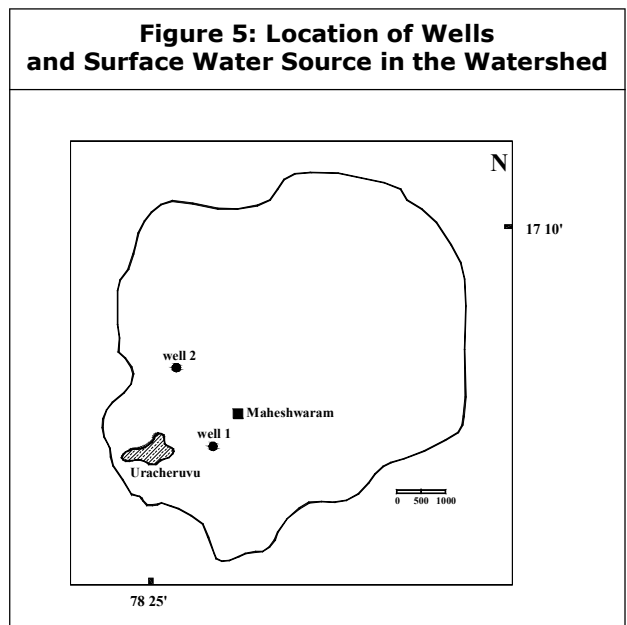 Figure 5: Location of Wells
and Surface Water Source in the Watershed
N
17 10'
well 2
Maheshwaram
well 1
Uracheruvu
0 500 1000
78 25'